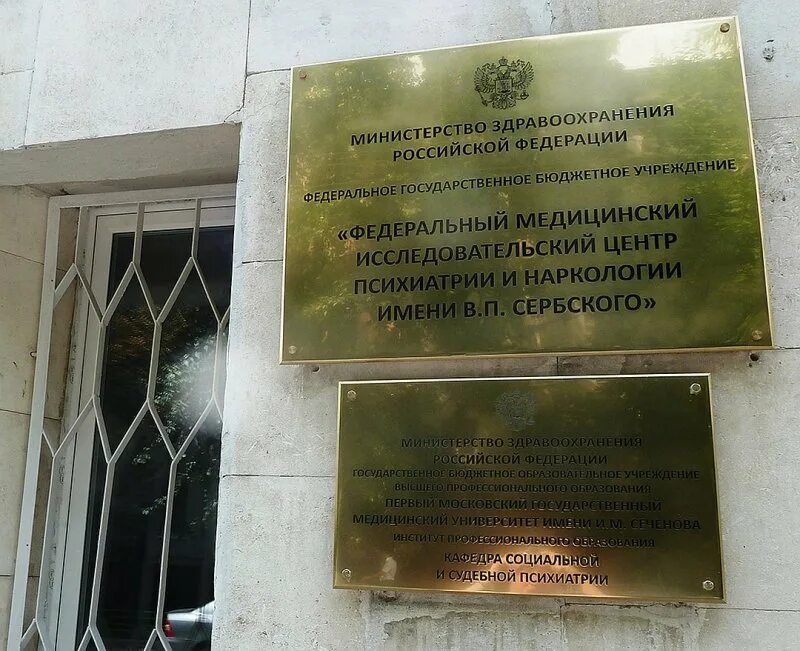 МИНИСТЕРСТВО ЗДРАВООХРАНЕНИЯ
РОССИЙСКОЙ ФЕДЕРАЦИИ
ФЕДЕРАЛЬНОЕ ГОСУДАРСТВЕННОЕ БЮДЖЕТНОЕ УЧРЕЖДЕНИЕ
«ФЕДЕРАЛЬНЫЙ МЕДИЦИНСКИЙ
ИССЛЕДОВАТЕЛЬСКИЙ ЦЕНТР
ПСИХИАТРИИ И НАРКОЛОГИИ
ИМЕНИ В.П. СЕРБСКОГО»
МИНИСТЕРСТВО ЗДРАВООХРАНЕНИЯ
РОССИЙСКОЙ ФЕДЕРАЦИИ
ГОСУДАРСТВЕННОЕ БЮДЖЕТНОЕ ОБРАЗОВАТЕЛЬНОЕ УЧРЕЖДЕНИЕ
ВЫСШЕГО ПРОФЕССИОНАЛЬНОГО ОБРАЗОВАНИЯ
ПЕРВЫЙ МОСКОВСКИЙ ГОСУДАРСТВЕННЫЙ
МЕДИЦИНСКИЙ УНИВЕРСИТЕТ ИМЕНИ И.М. СЕЧЕНОВА
ИНСТИТУТ ПРОФЕССИОНАЛЬНОГО ОБРАЗОВАНИЯ
КАФЕДРА СОЦИАЛЬНОЙ
И СУДЕБНОЙ ПСИХИАТРИИ